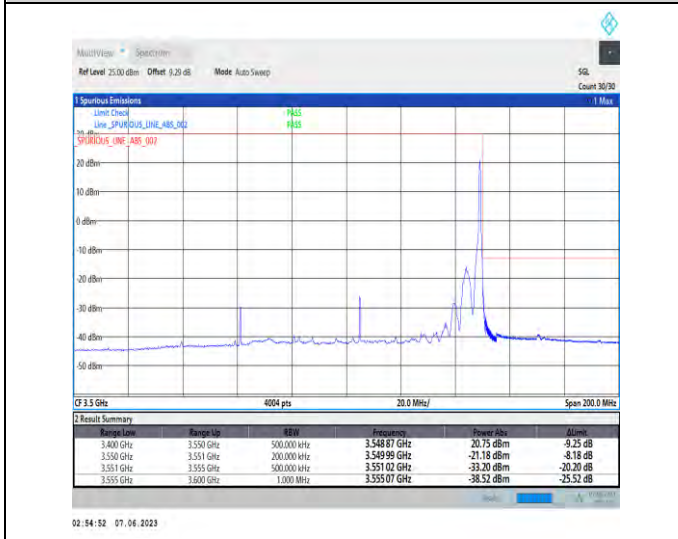 MultiView Spectrum
Ref Level 25.00 dBm Offset 9.29 dB Mode Auto Sweep SGL
Count 30/30
1 Spurious Emissions 1 Max
Limit Check PASS
Line _SPURIOUS_LINE_ABS_002 PASS
_SPURIOUS_LINE_ABS_002
20 dBm
10 dBm
0 dBm
-10 dBm
-20 dBm
-30 dBm
-40 dBm
-50 dBm
CF 3.5 GHz 4004 pts 20.0 MHz/ Span 200.0 MHz
2 Result Summary
Range Low Range Up RBW Frequency Power Abs ΔLimit
3.400 GHz 3.550 GHz 500.000 kHz 3.548 87 GHz 20.75 dBm -9.25 dB
3.550 GHz 3.551 GHz 200.000 kHz 3.549 99 GHz -21.18 dBm -8.18 dB
3.551 GHz 3.555 GHz 500.000 kHz 3.551 02 GHz -33.20 dBm -20.20 dB
3.555 GHz 3.600 GHz 1.000 MHz 3.555 07 GHz -38.52 dBm -25.52 dB
02:54:52 07.06.2023